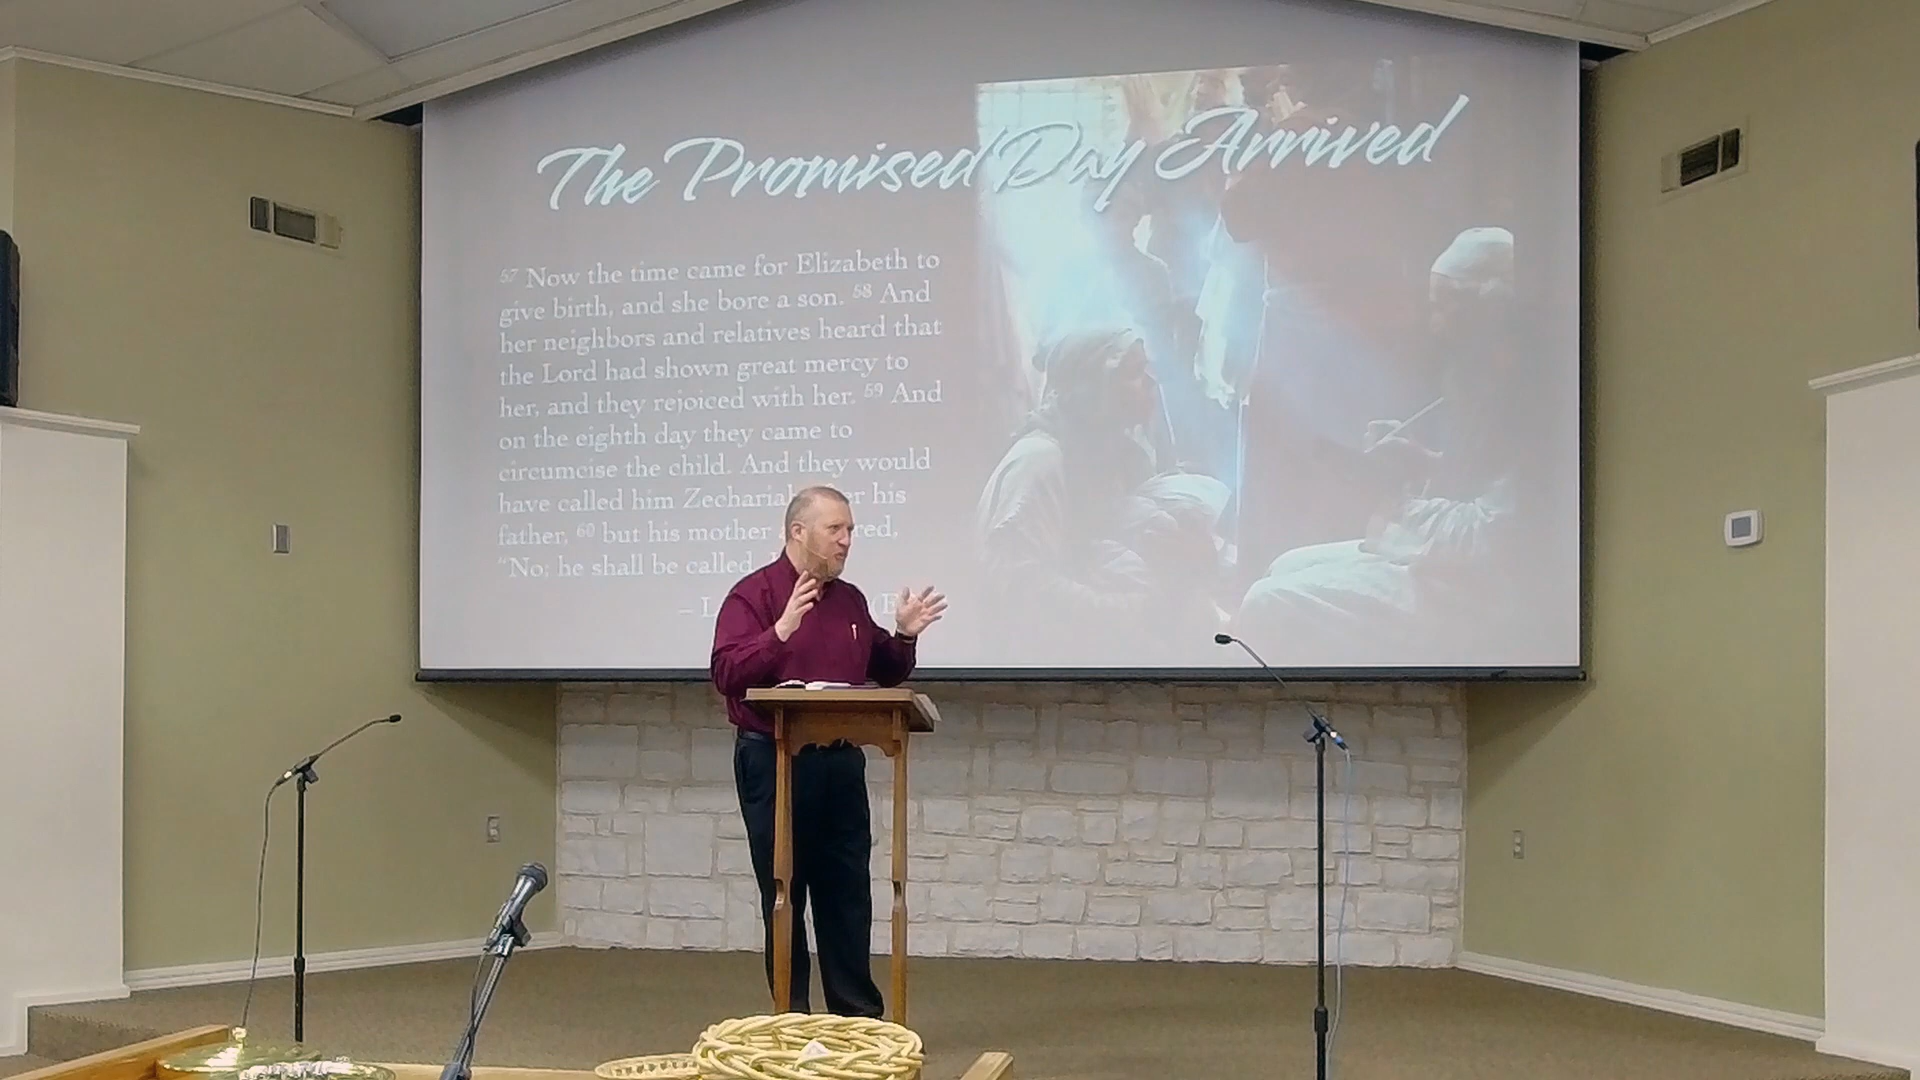 The Promised Day Arrived
57 Now the time came for Elizabeth to
give birth, and she bore a son. 58 And
her neighbors and relatives heard that
the Lord had shown great mercy to
her, and they rejoiced with her. 59 And
on the eighth day they came to
circumcise the child. And they would
have called him Zechariah his
father, 60 but his mother
"No; he shall be called